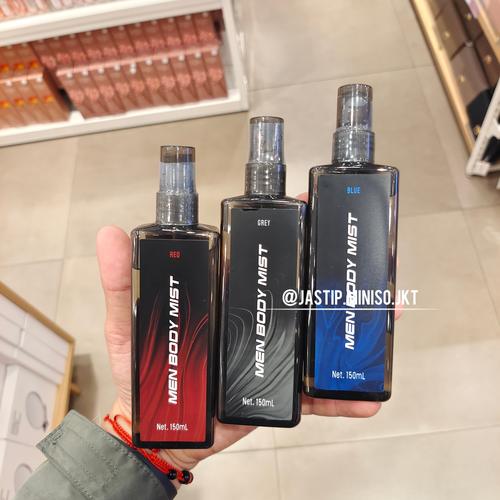 RED
MEN BODY MIST
Net. 150mL
GREY
MEN BODY MIST
Net. 150mL
BLUE
MEN BODY MIST
Net. 150mL
@JASTIP.MINISO.JKT